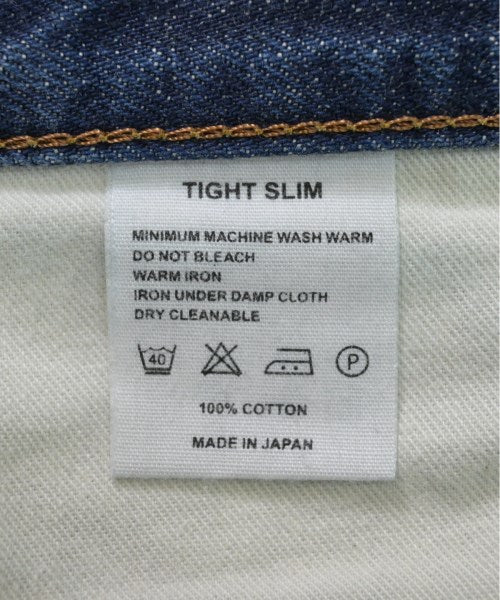 TIGHT SLIM
MINIMUM MACHINE WASH WARM
DO NOT BLEACH
WARM IRON
IRON UNDER DAMP CLOTH
DRY CLEANABLE
40 P
100% COTTON
MADE IN JAPAN